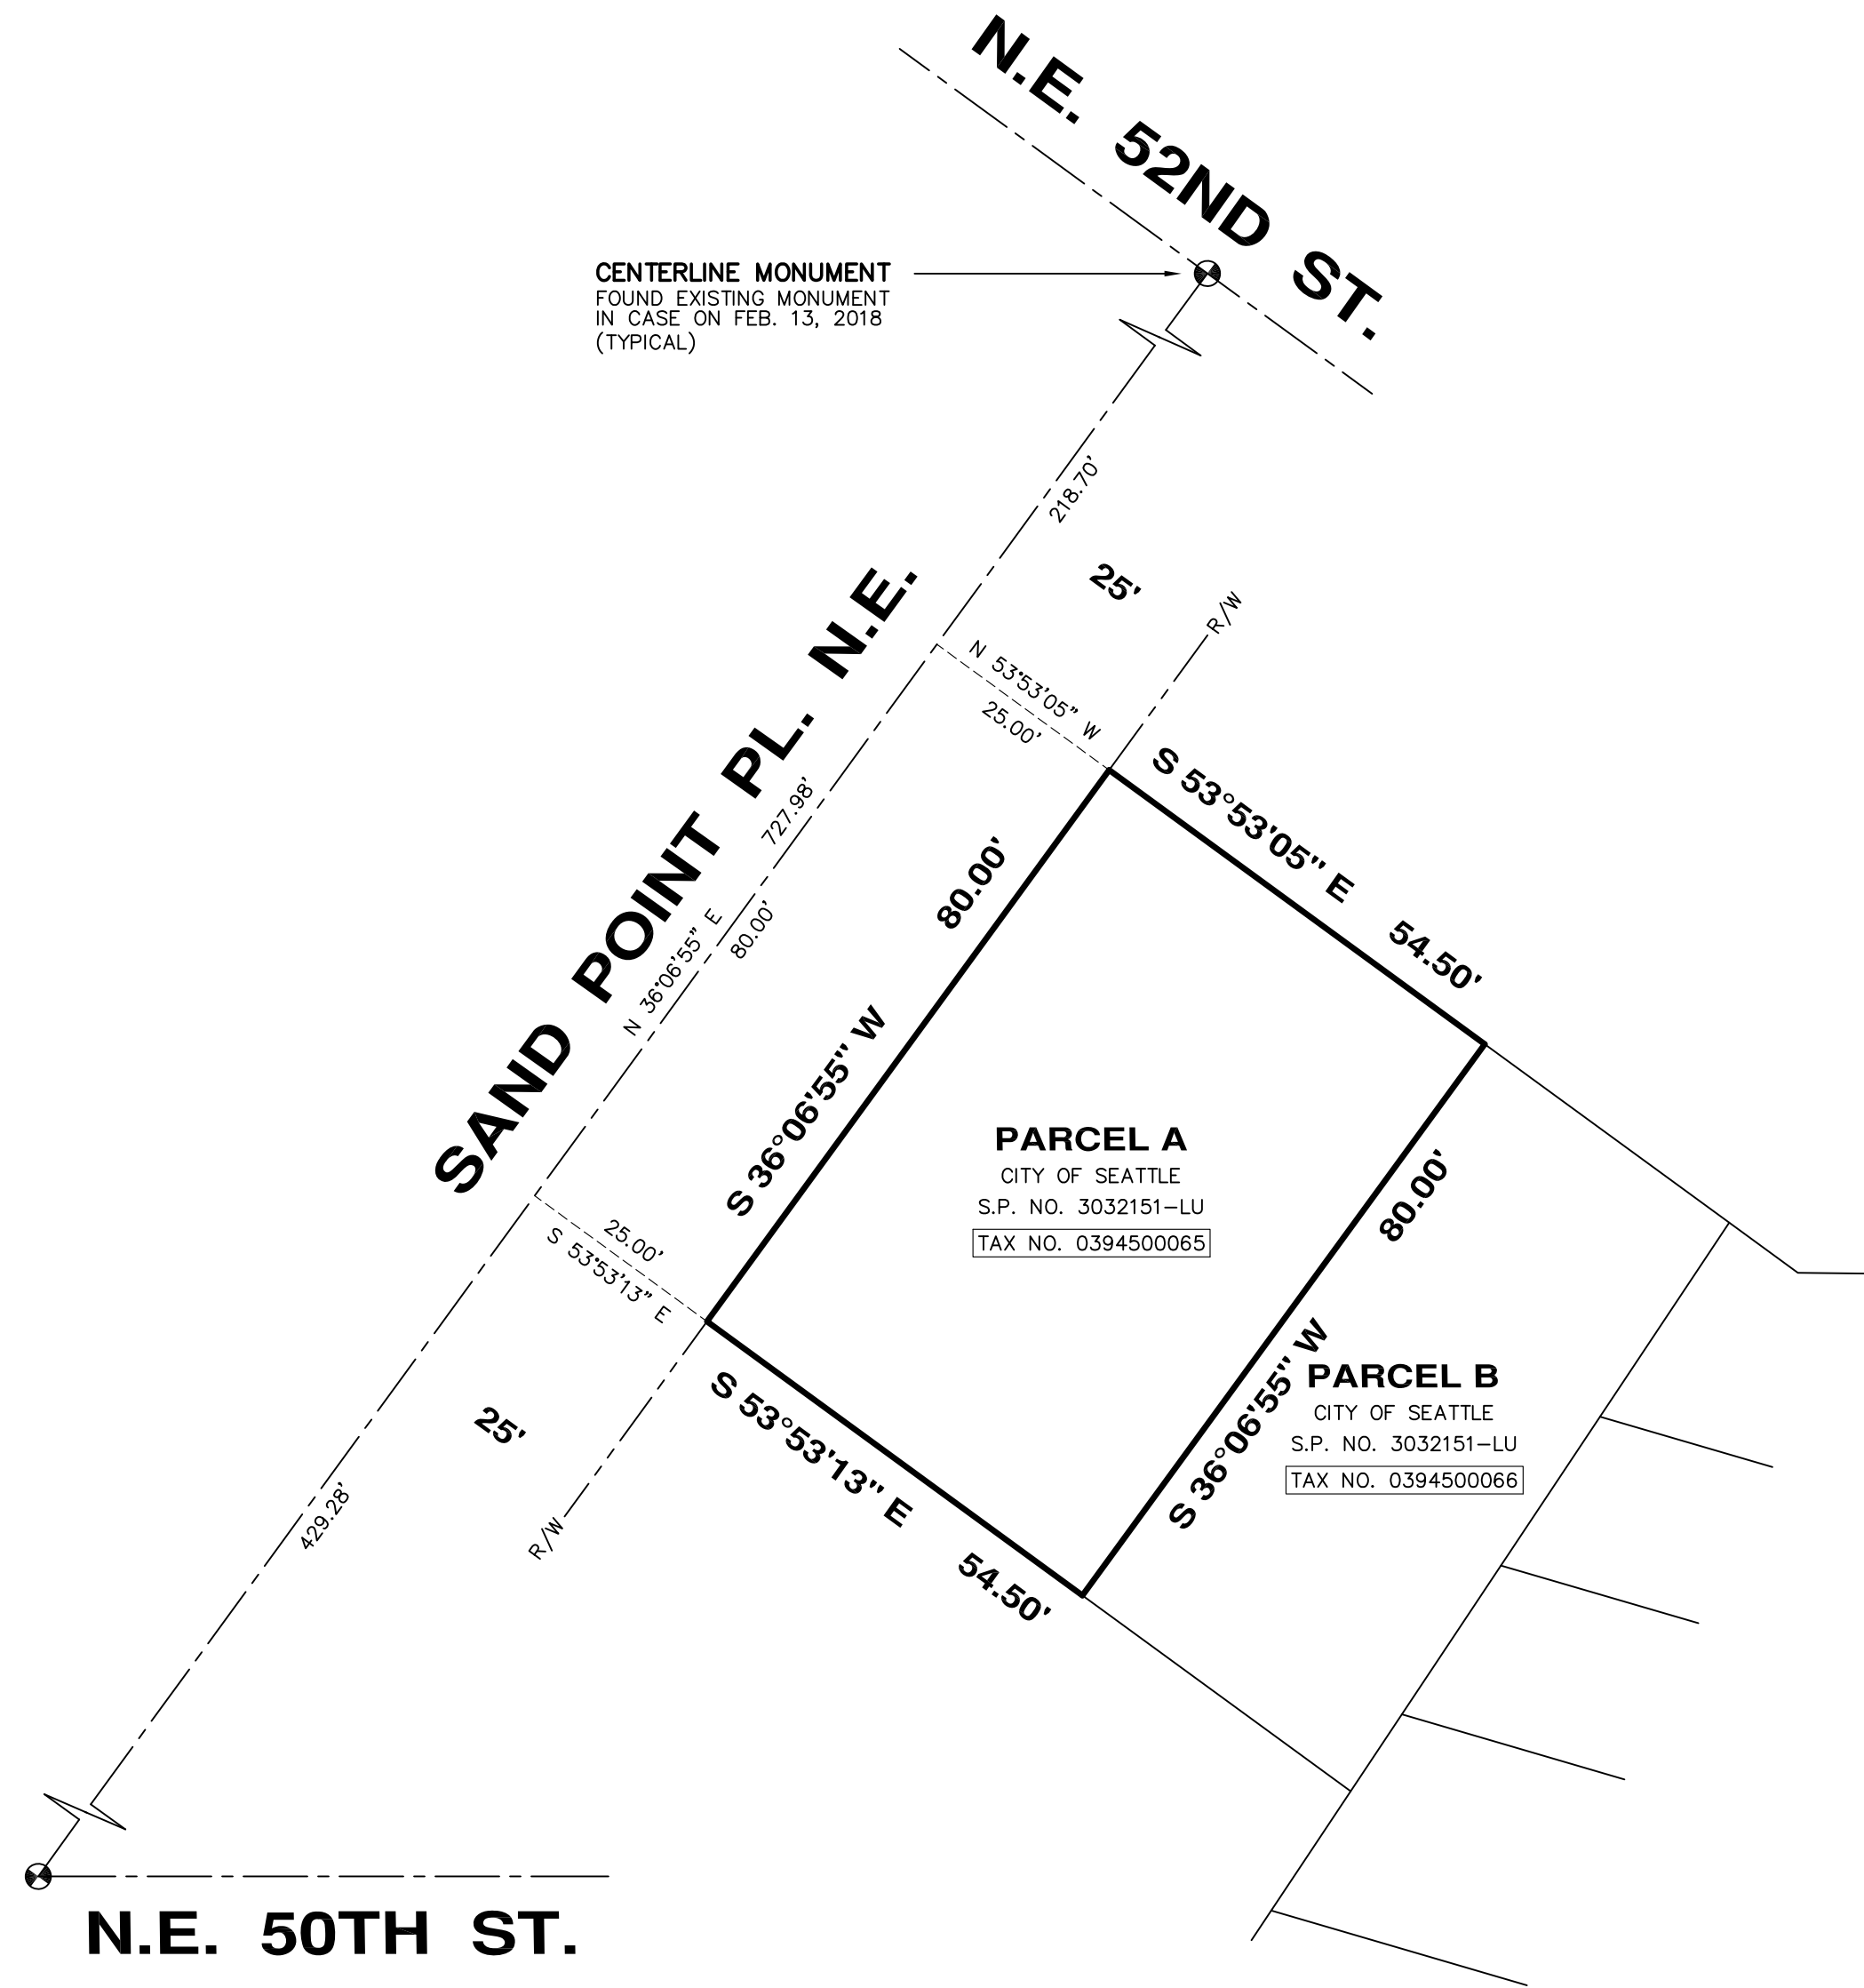 N.E. 52ND ST.
CENTERLINE MONUMENT
FOUND EXISTING MONUMENT
IN CASE ON FEB. 13, 2018
(TYPICAL)
218.70'
25'
R/W
N 53°53'05" W
25.00'
SAND POINT PL. N.E.
N 36°06'55" E 727.98'
80.00'
S 53°53'05" E 54.50'
S 36°06'55" W 80.00'
PARCEL A
CITY OF SEATTLE
S.P. NO. 3032151-LU
TAX NO. 0394500065
S 36°06'55" W 80.00'
25.00'
S 53°53'13" E
PARCEL B
CITY OF SEATTLE
S.P. NO. 3032151-LU
TAX NO. 0394500066
S 53°53'13" E 54.50'
25'
R/W
429.28'
N.E. 50TH ST.